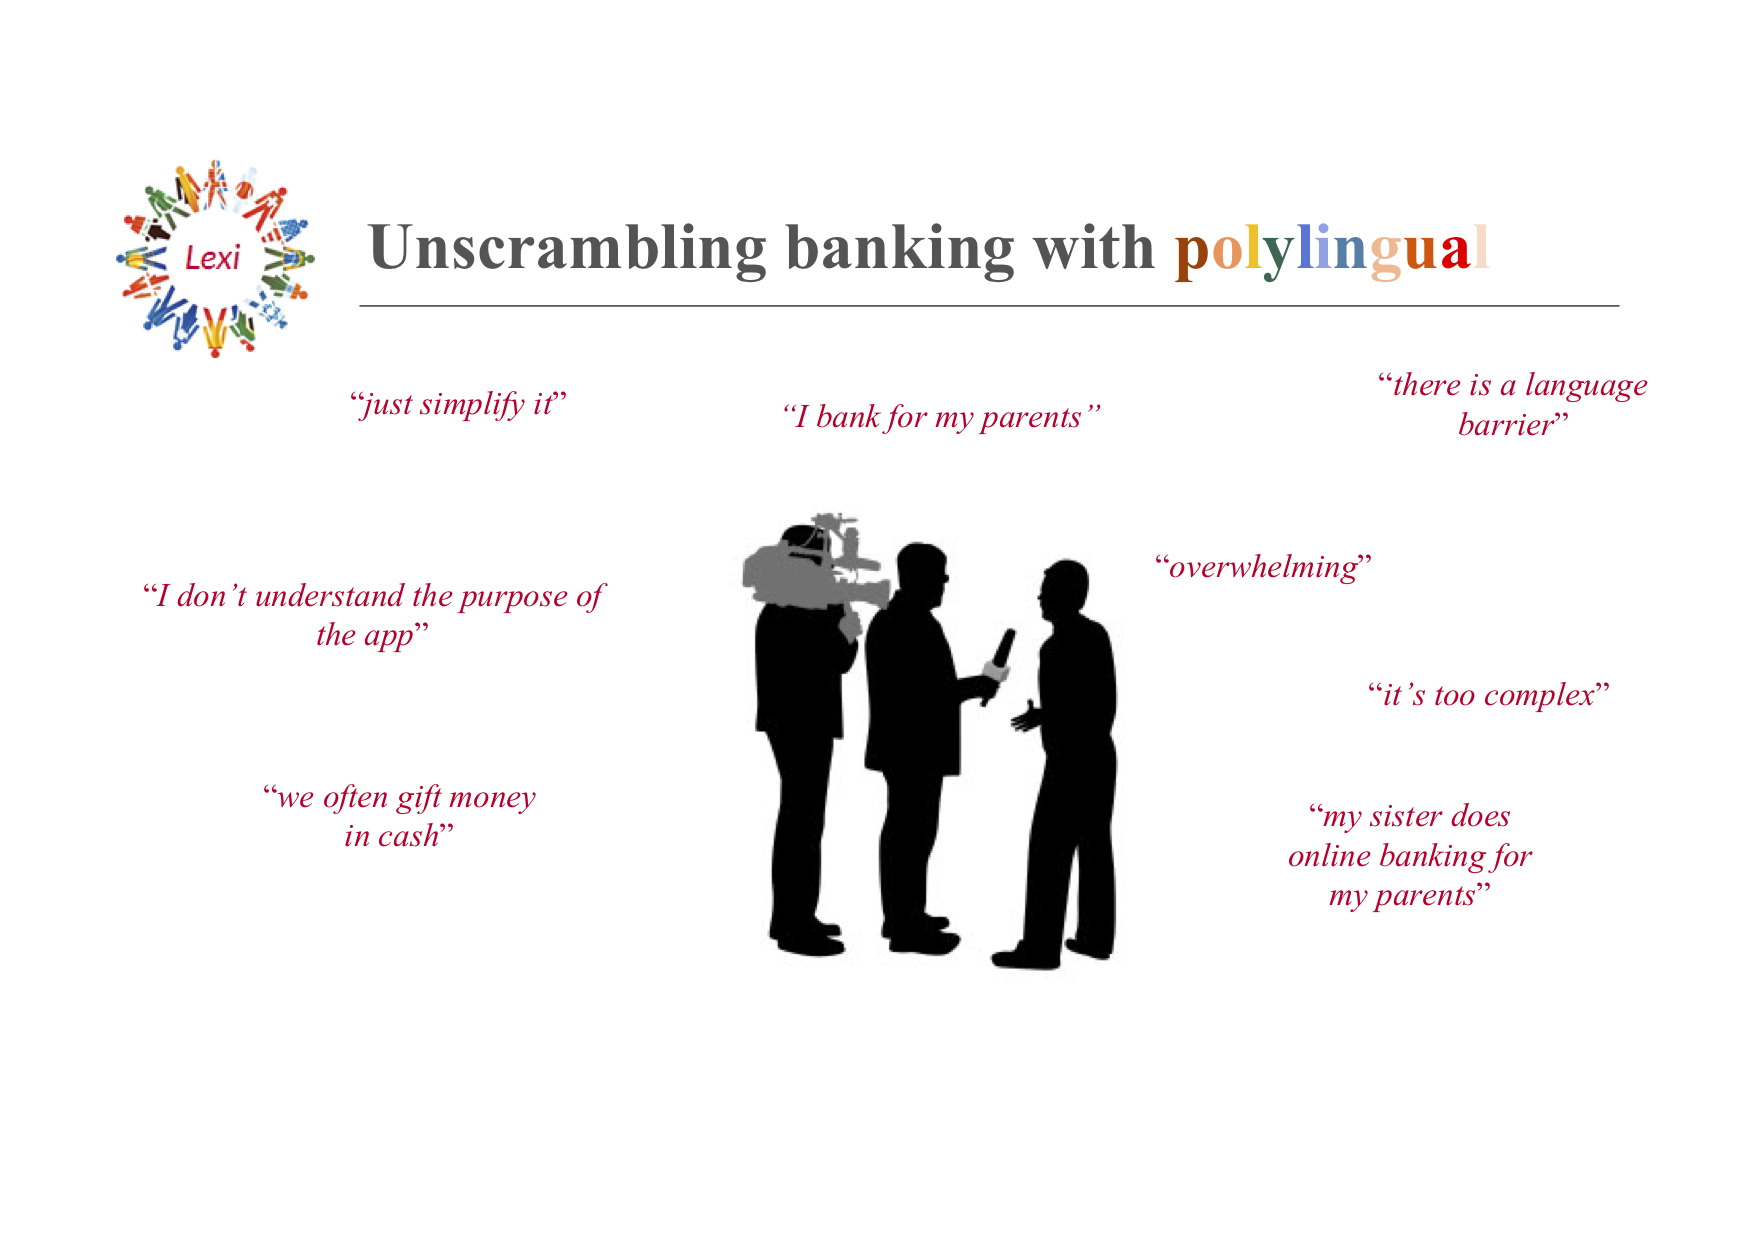 Lexi
Unscrambling banking with polylingual
“just simplify it”
“I bank for my parents”
“there is a language
barrier”
“overwhelming”
“I don’t understand the purpose of
the app”
“it’s too complex”
“we often gift money
in cash”
“my sister does
online banking for
my parents”